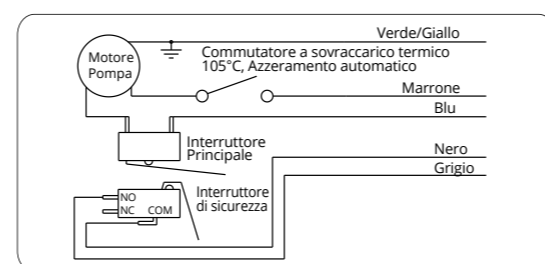 Verde/Giallo
Motore
Pompa
Commutatore a sovraccarico termico
105°C, Azzeramento automatico
Marrone
Blu
Interruttore
Principale
Nero
Grigio
NO
NC COM
Interruttore
di sicurezza